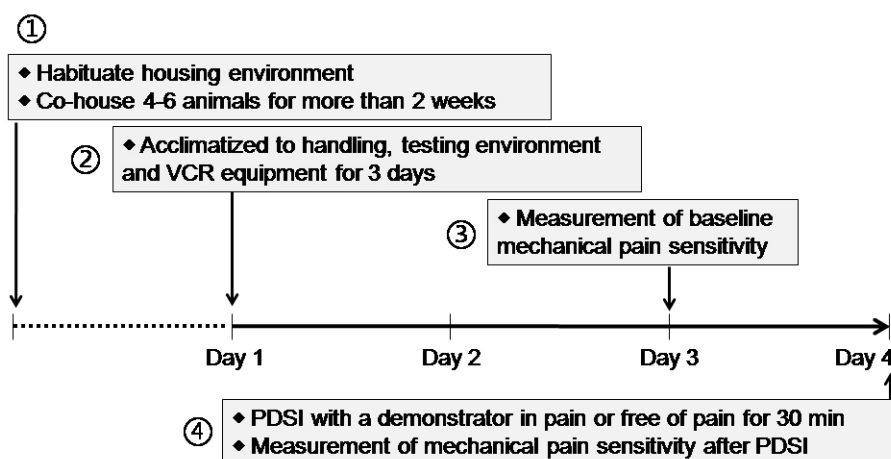 ①
◆ Habituate housing environment
◆ Co-house 4-6 animals for more than 2 weeks
②
◆ Acclimatized to handling, testing environment
and VCR equipment for 3 days
③
◆ Measurement of baseline
mechanical pain sensitivity
Day 1
Day 2
Day 3
Day 4
④
◆ PDSI with a demonstrator in pain or free of pain for 30 min
◆ Measurement of mechanical pain sensitivity after PDSI